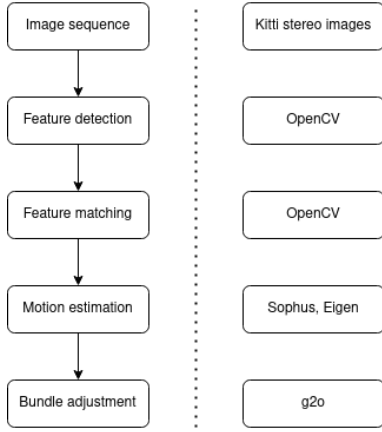 Image sequence
Kitti stereo images
Feature detection
OpenCV
Feature matching
OpenCV
Motion estimation
Sophus, Eigen
Bundle adjustment
g2o